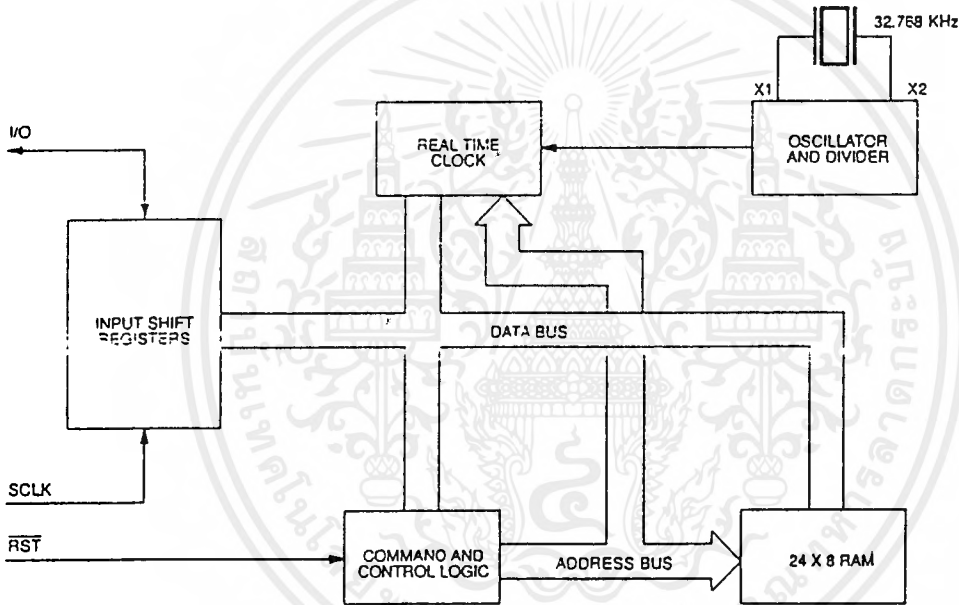 32.768 KHz
X1
X2
I/O
REAL TIME
CLOCK
OSCILLATOR
AND DIVIDER
INPUT SHIFT
REGISTERS
DATA BUS
SCLK
RST
COMMAND AND
CONTROL LOGIC
ADDRESS BUS
24 X 8 RAM